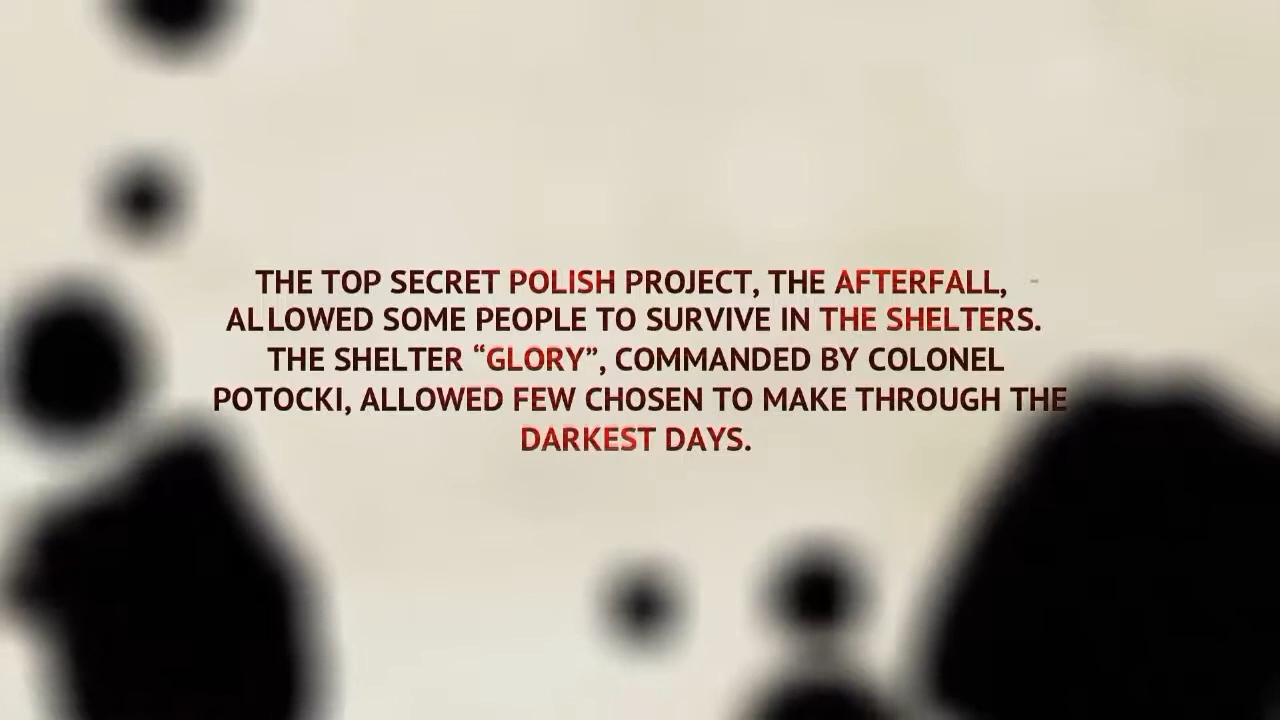 THE TOP SECRET POLISH PROJECT, THE AFTERFALL, -
ALLOWED SOME PEOPLE TO SURVIVE IN THE SHELTERS.
THE SHELTER “GLORY”, COMMANDED BY COLONEL
POTOCKI, ALLOWED FEW CHOSEN TO MAKE THROUGH THE
DARKEST DAYS.